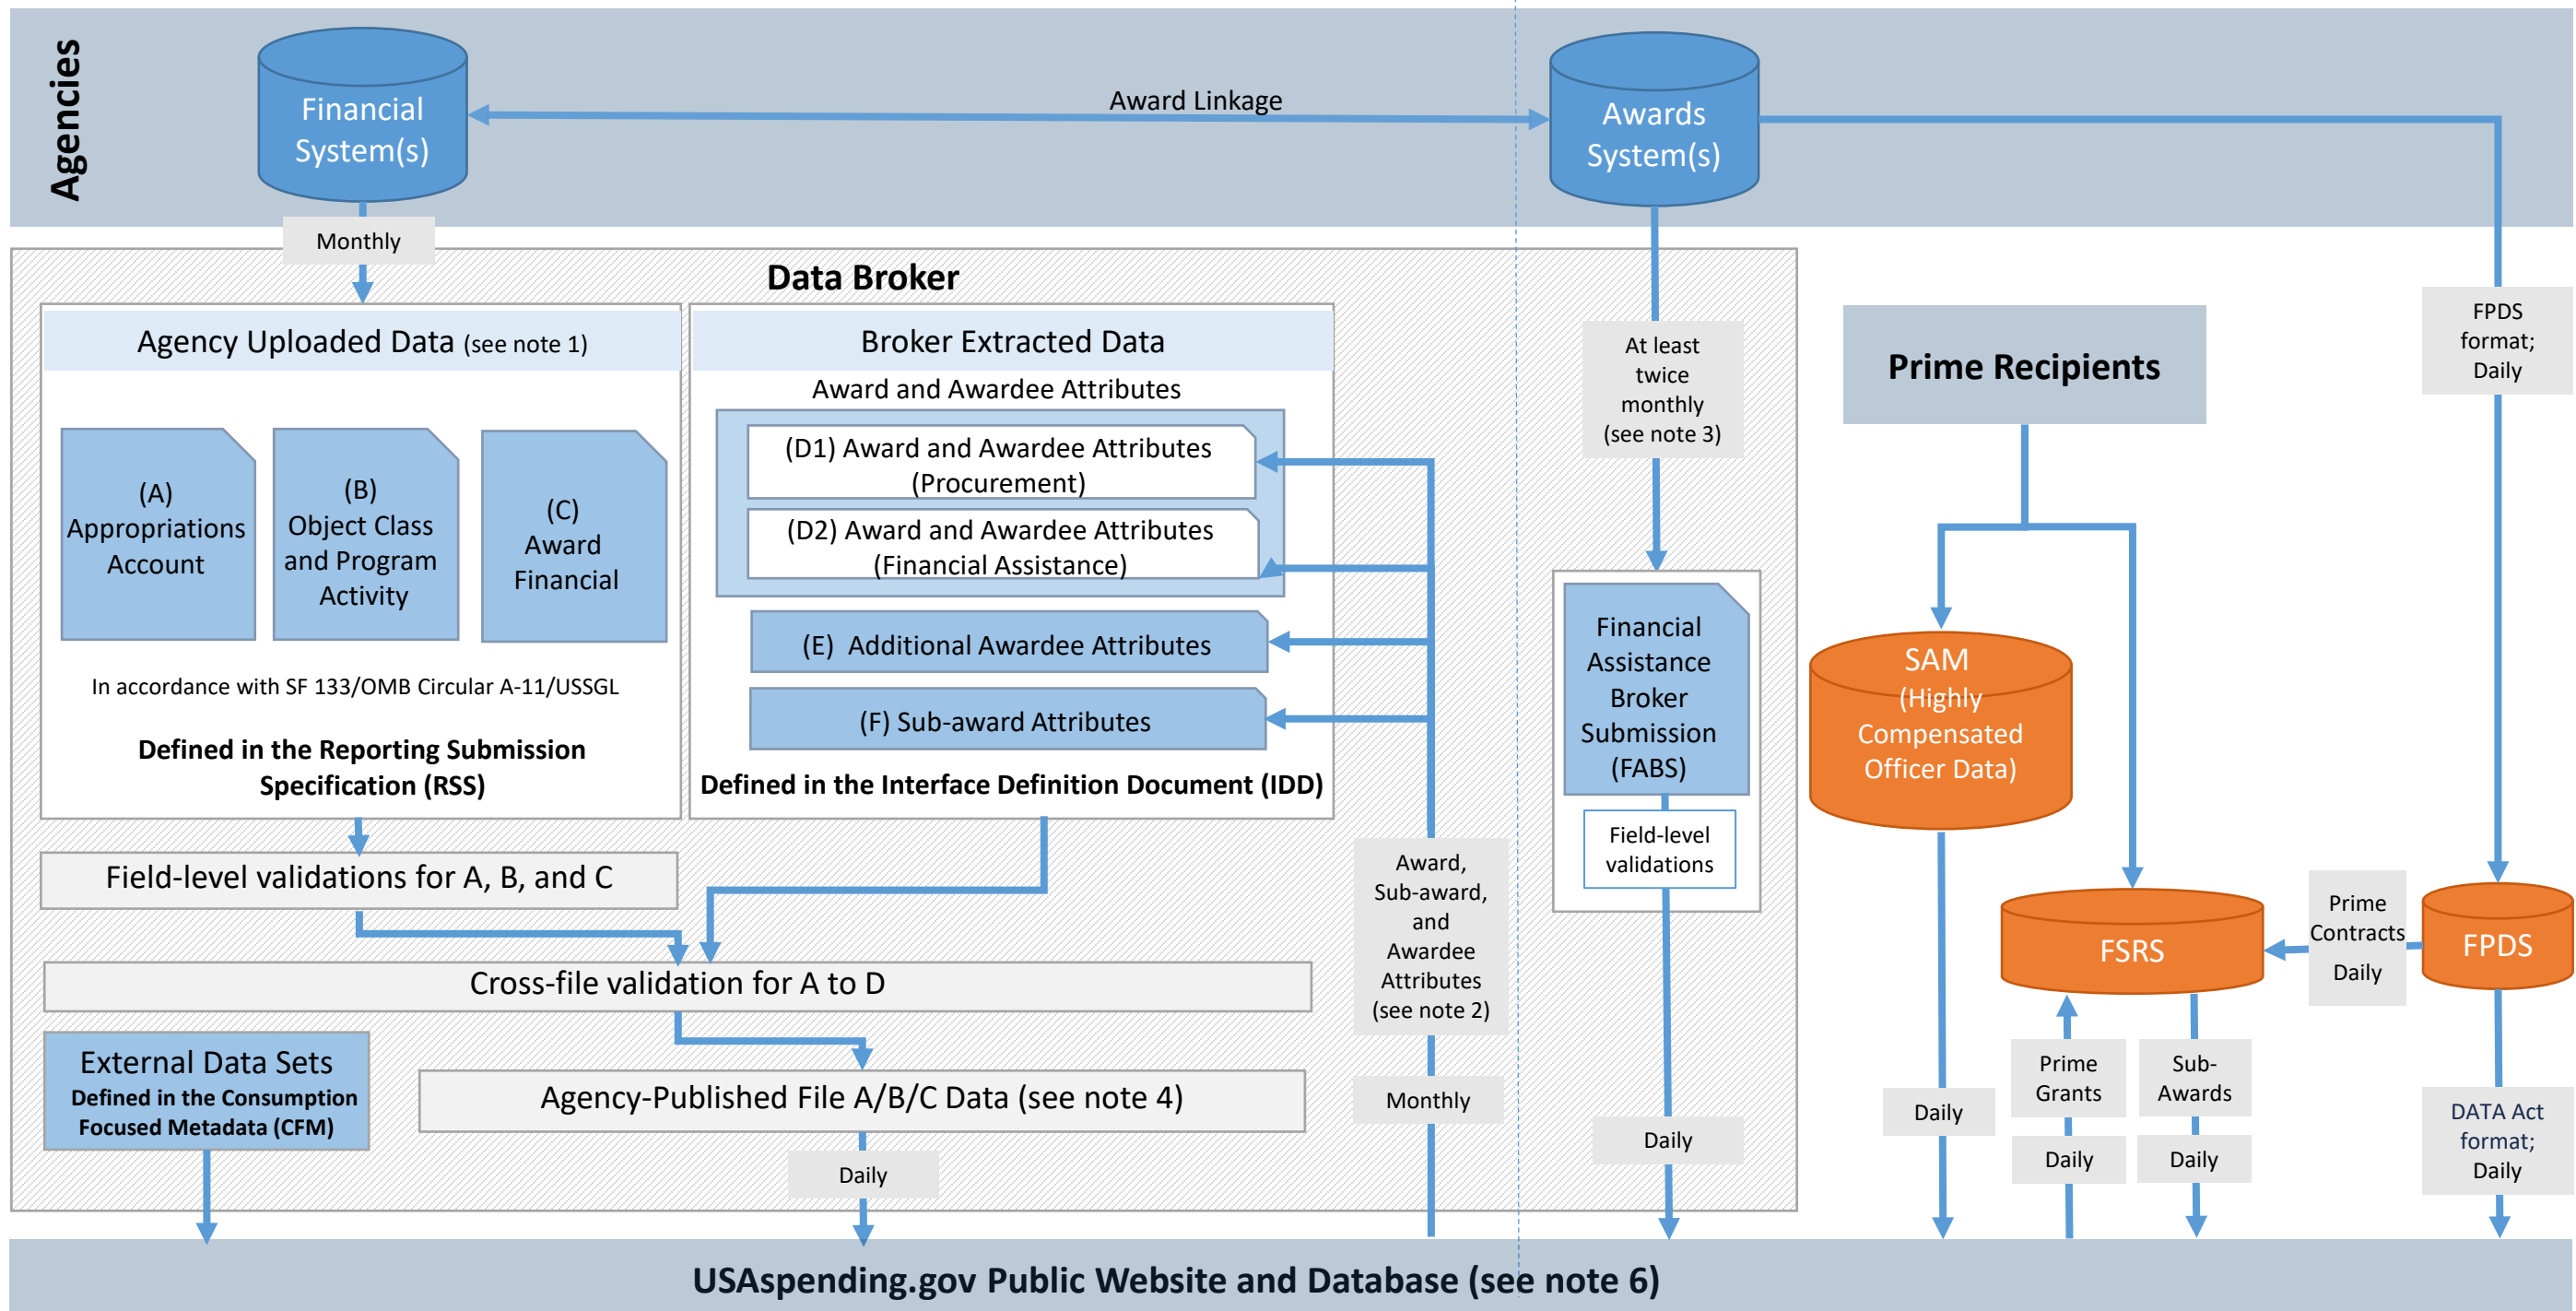 Agencies
Financial
System(s)
Award Linkage
Awards
System(s)
Monthly
Data Broker
Agency Uploaded Data (see note 1)
(A)
Appropriations
Account
(B)
Object Class
and Program
Activity
(C)
Award
Financial
In accordance with SF 133/OMB Circular A-11/USSGL
Defined in the Reporting Submission
Specification (RSS)
Broker Extracted Data
Award and Awardee Attributes
(D1) Award and Awardee Attributes
(Procurement)
(D2) Award and Awardee Attributes
(Financial Assistance)
(E) Additional Awardee Attributes
(F) Sub-award Attributes
Defined in the Interface Definition Document (IDD)
At least
twice
monthly
(see note 3)
Financial
Assistance
Broker
Submission
(FABS)
Field-level
validations
Prime Recipients
FPDS
format;
Daily
SAM
(Highly
Compensated
Officer Data)
Field-level validations for A, B, and C
Cross-file validation for A to D
External Data Sets
Defined in the Consumption
Focused Metadata (CFM)
Agency-Published File A/B/C Data (see note 4)
Daily
Award,
Sub-award,
and
Awardee
Attributes
(see note 2)
Monthly
Daily
Daily
FSRS
Prime
Contracts
Daily
FPDS
Prime
Grants
Daily
Sub-
Awards
Daily
DATA Act
format;
Daily
USAspending.gov Public Website and Database (see note 6)